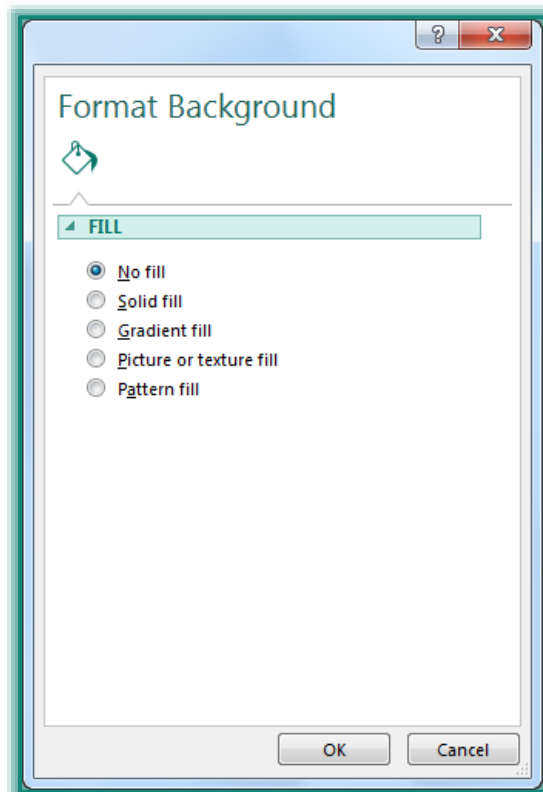 ?
X
Format Background
FILL
No fill
Solid fill
Gradient fill
Picture or texture fill
Pattern fill
OK Cancel